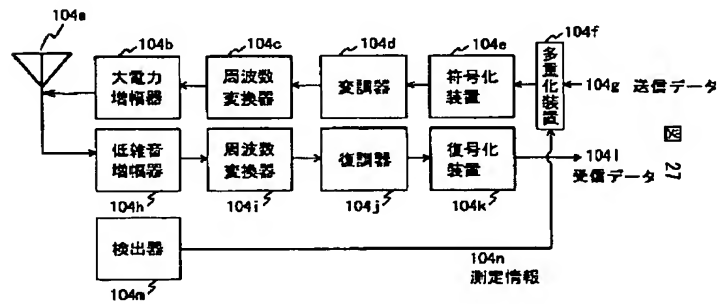 104a
104b
104c
104d
104e
104f
大電力
増幅器
周波数
変換器
変調器
符号化
装置
多重化装置
104g 送信データ
低雑音
増幅器
周波数
変換器
復調器
復号化
装置
104l
受信データ
104h
104i
104j
104k
検出器
104m
104n
測定情報
図 27